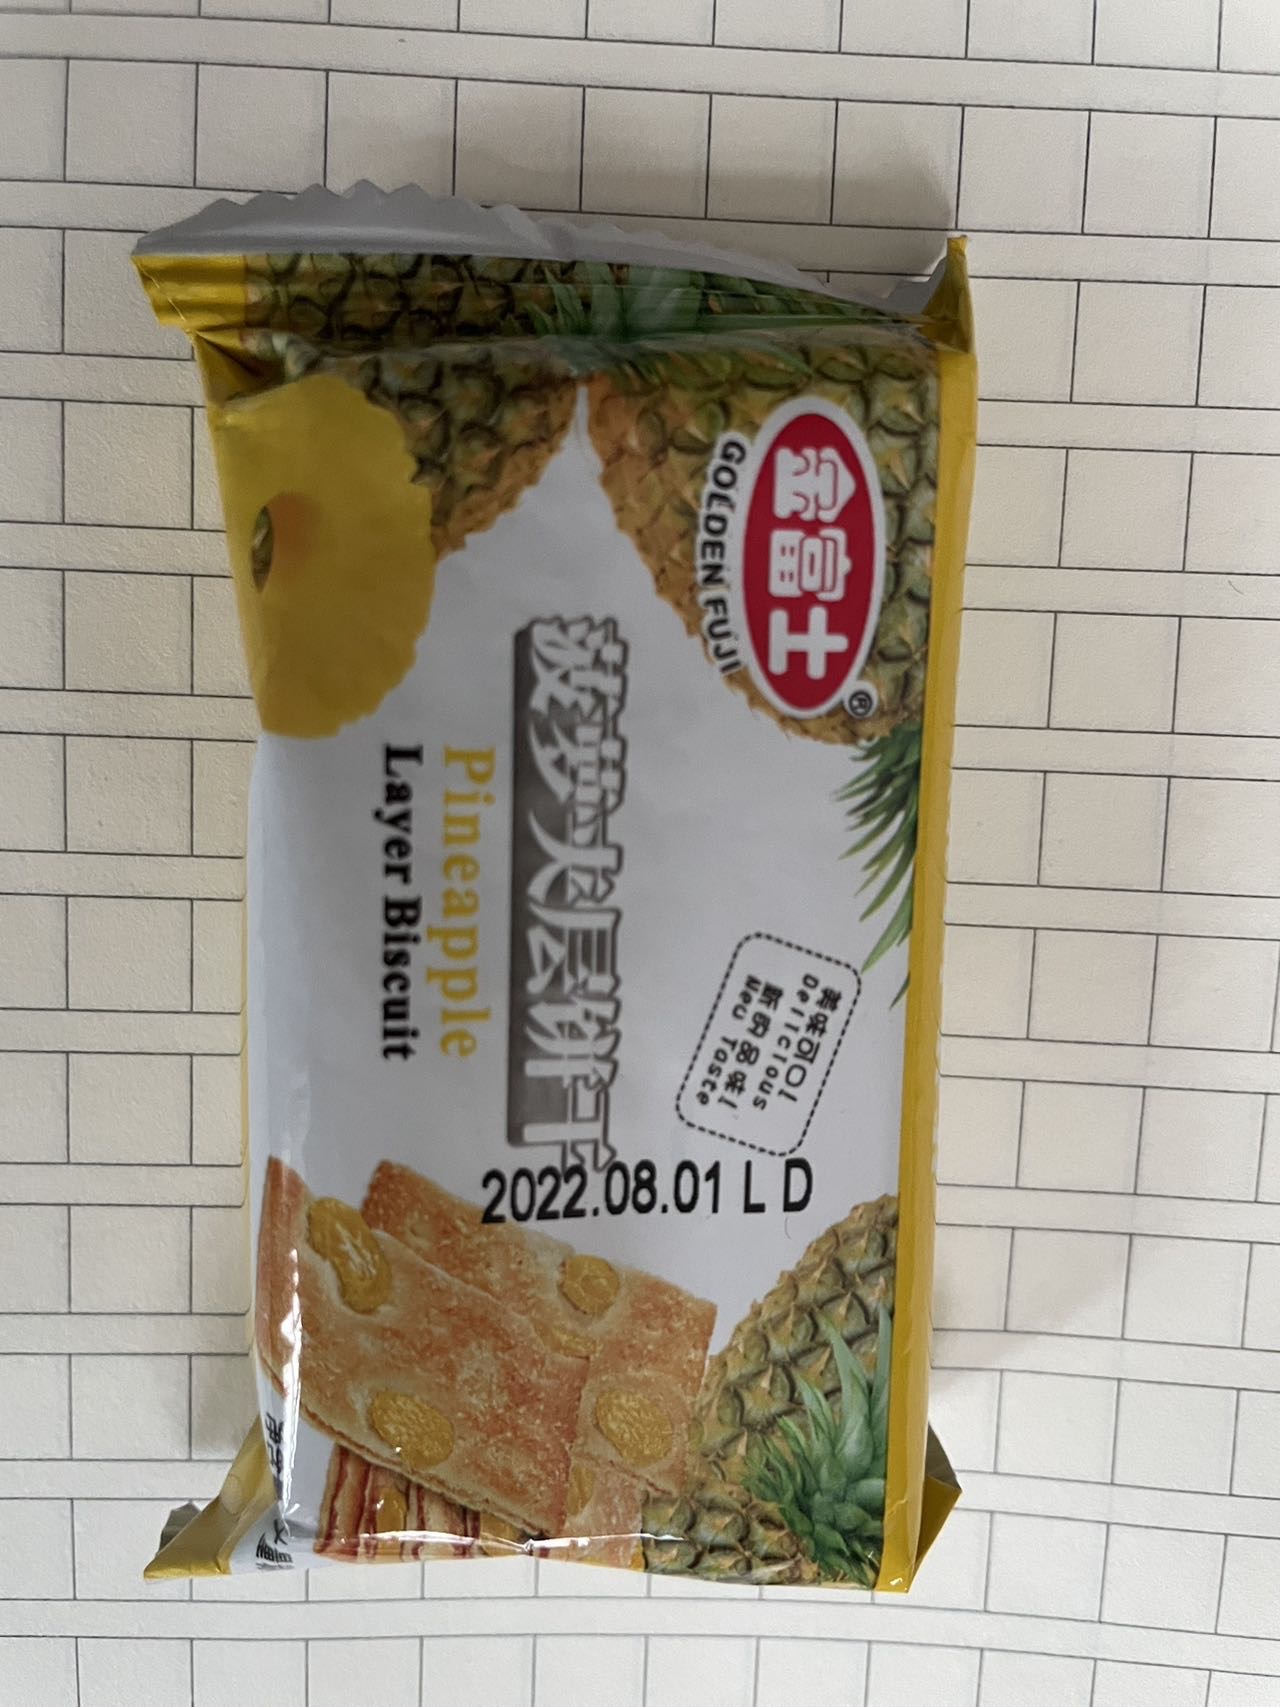 金富士®
GOLDEN FUJI
菠萝大层饼干
Pineapple
Layer Biscuit
美味可口!
Delicious
新的品味!
New Taste
2022.08.01 L D